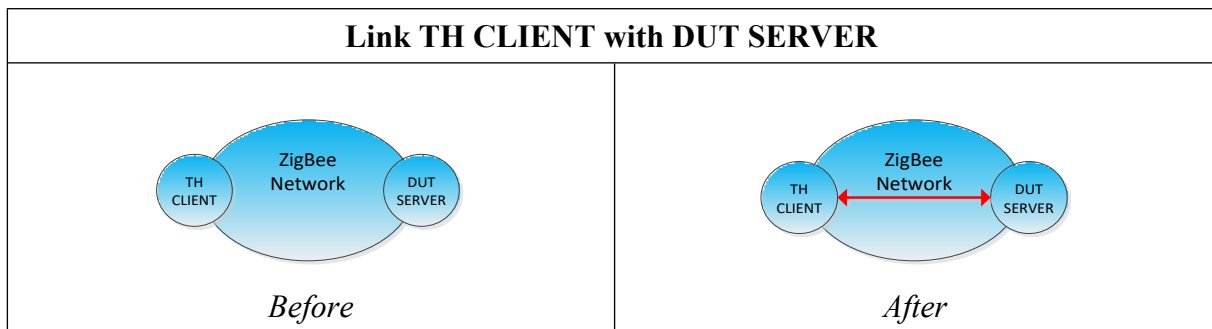 Link TH CLIENT with DUT SERVER
ZigBee
Network
TH
CLIENT
DUT
SERVER
Before
ZigBee
Network
TH
CLIENT
DUT
SERVER
After